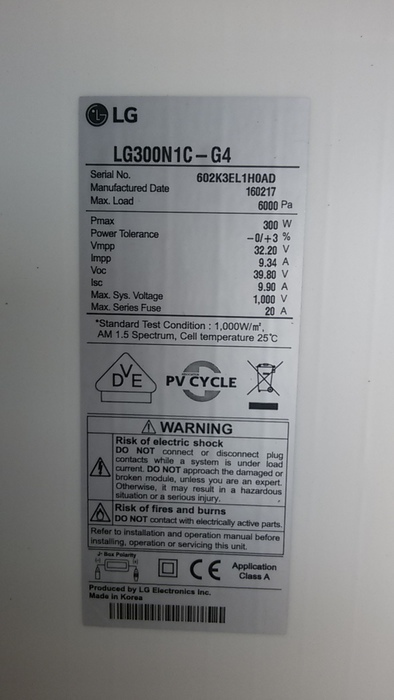 LG
LG300N1C-G4
Serial No. 602K3EL1H0AD
Manufactured Date 160217
Max. Load 6000 Pa
Pmax 300 W
Power Tolerance -0/+3 %
Vmpp 32.20 V
Impp 9.34 A
Voc 39.80 V
Isc 9.90 A
Max. Sys. Voltage 1,000 V
Max. Series Fuse 20 A
*Standard Test Condition : 1,000W/㎡,
AM 1.5 Spectrum, Cell temperature 25℃
DVE
PV CYCLE
WARNING
Risk of electric shock
DO NOT connect or disconnect plug
contacts while a system is under load
current. DO NOT approach the damaged or
broken module, unless you are an expert.
Otherwise, it may result in a hazardous
situation or a serious injury.
Risk of fires and burns
DO NOT contact with electrically active parts.
Refer to installation and operation manual before
installing, operation or servicing this unit.
J- Box Polarity
(-) (+)
CE
Application
Class A
Produced by LG Electronics Inc.
Made in Korea